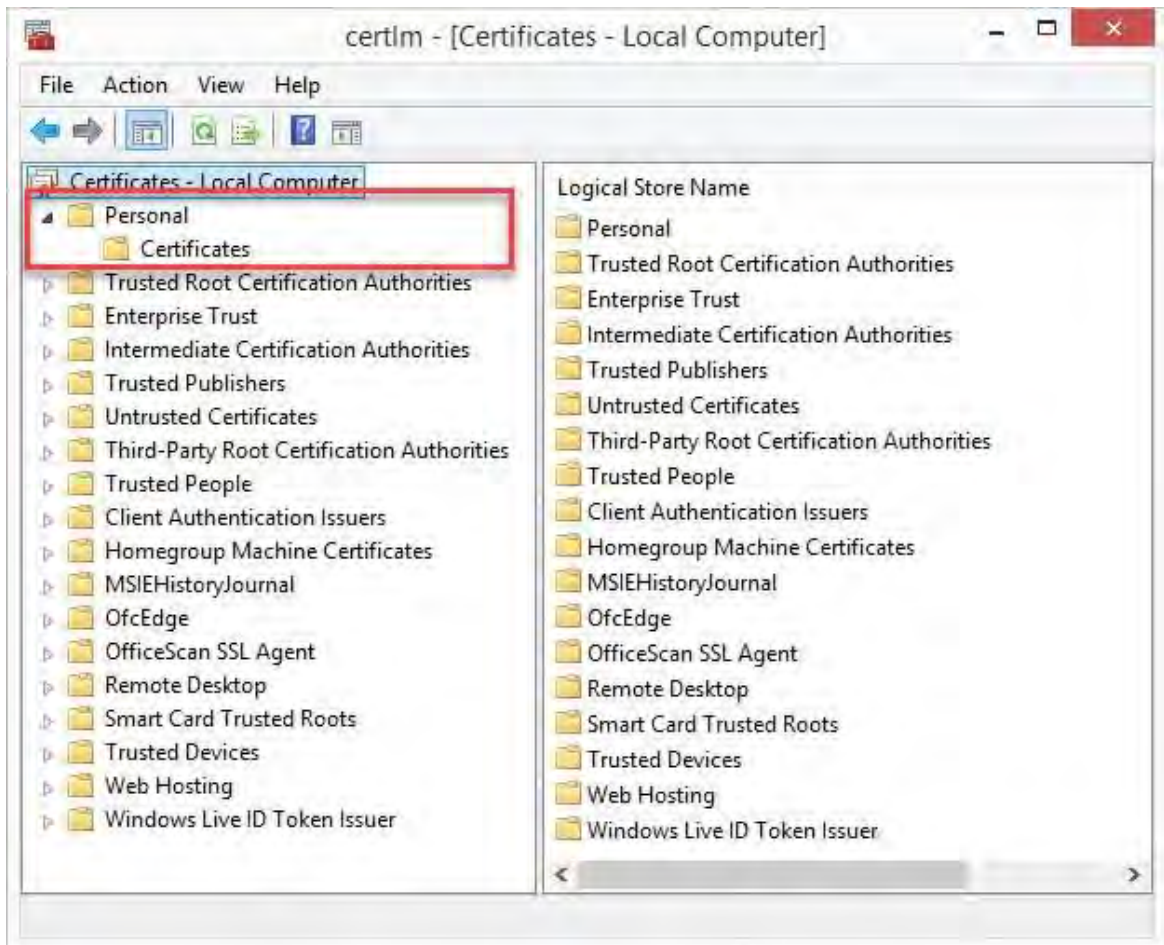 certlm - [Certificates - Local Computer]
File Action View Help
Certificates - Local Computer
Personal
Certificates
Trusted Root Certification Authorities
Enterprise Trust
Intermediate Certification Authorities
Trusted Publishers
Untrusted Certificates
Third-Party Root Certification Authorities
Trusted People
Client Authentication Issuers
Homegroup Machine Certificates
MSIEHistoryJournal
OfcEdge
OfficeScan SSL Agent
Remote Desktop
Smart Card Trusted Roots
Trusted Devices
Web Hosting
Windows Live ID Token Issuer
Logical Store Name
Personal
Trusted Root Certification Authorities
Enterprise Trust
Intermediate Certification Authorities
Trusted Publishers
Untrusted Certificates
Third-Party Root Certification Authorities
Trusted People
Client Authentication Issuers
Homegroup Machine Certificates
MSIEHistoryJournal
OfcEdge
OfficeScan SSL Agent
Remote Desktop
Smart Card Trusted Roots
Trusted Devices
Web Hosting
Windows Live ID Token Issuer